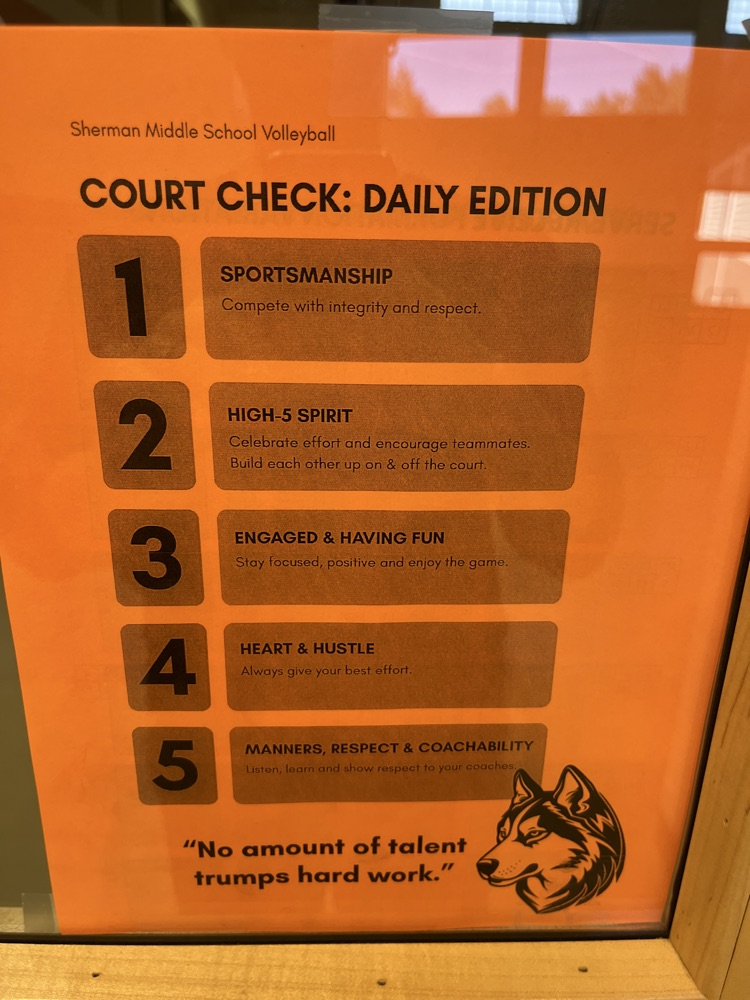 Sherman Middle School Volleyball
COURT CHECK: DAILY EDITION
1
SPORTSMANSHIP
Compete with integrity and respect.
2
HIGH-5 SPIRIT
Celebrate effort and encourage teammates.
Build each other up on & off the court.
3
ENGAGED & HAVING FUN
Stay focused, positive and enjoy the game.
4
HEART & HUSTLE
Always give your best effort.
5
MANNERS, RESPECT & COACHABILITY
Listen, learn and show respect to your coaches.
“No amount of talent
trumps hard work.”